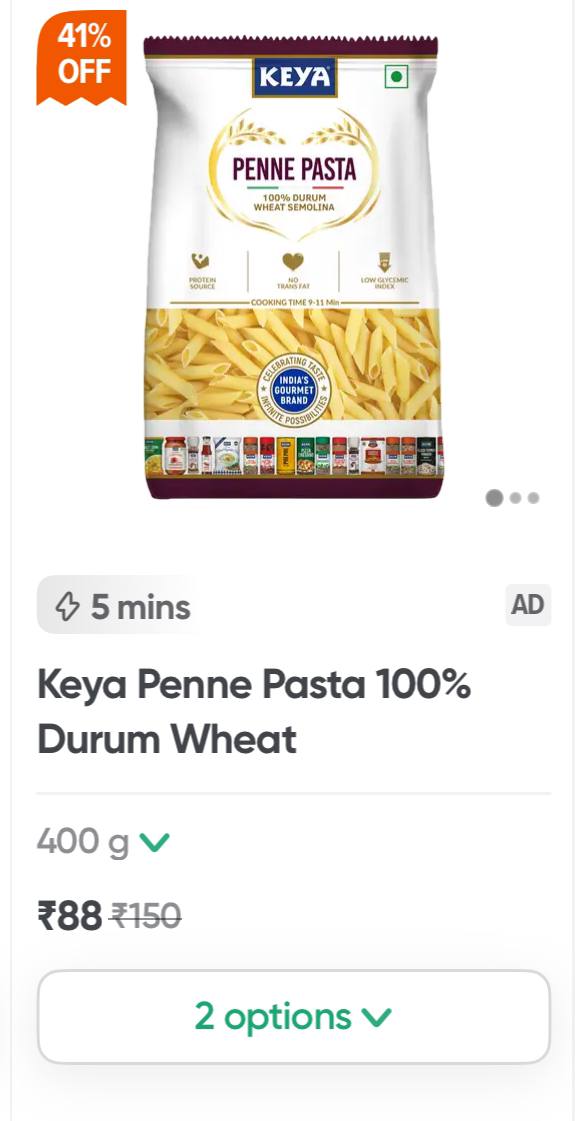 41%
OFF
KEYA
PENNE PASTA
100% DURUM
WHEAT SEMOLINA
PROTEIN
SOURCE
NO
TRANS FAT
LOW GLYCEMIC
INDEX
COOKING TIME 9-11 Min
CELEBRATING TASTE
INDIA'S
GOURMET
BRAND
INFINITE POSSIBILITIES
5 mins
AD
Keya Penne Pasta 100%
Durum Wheat
400 g
₹88 ₹150
2 options